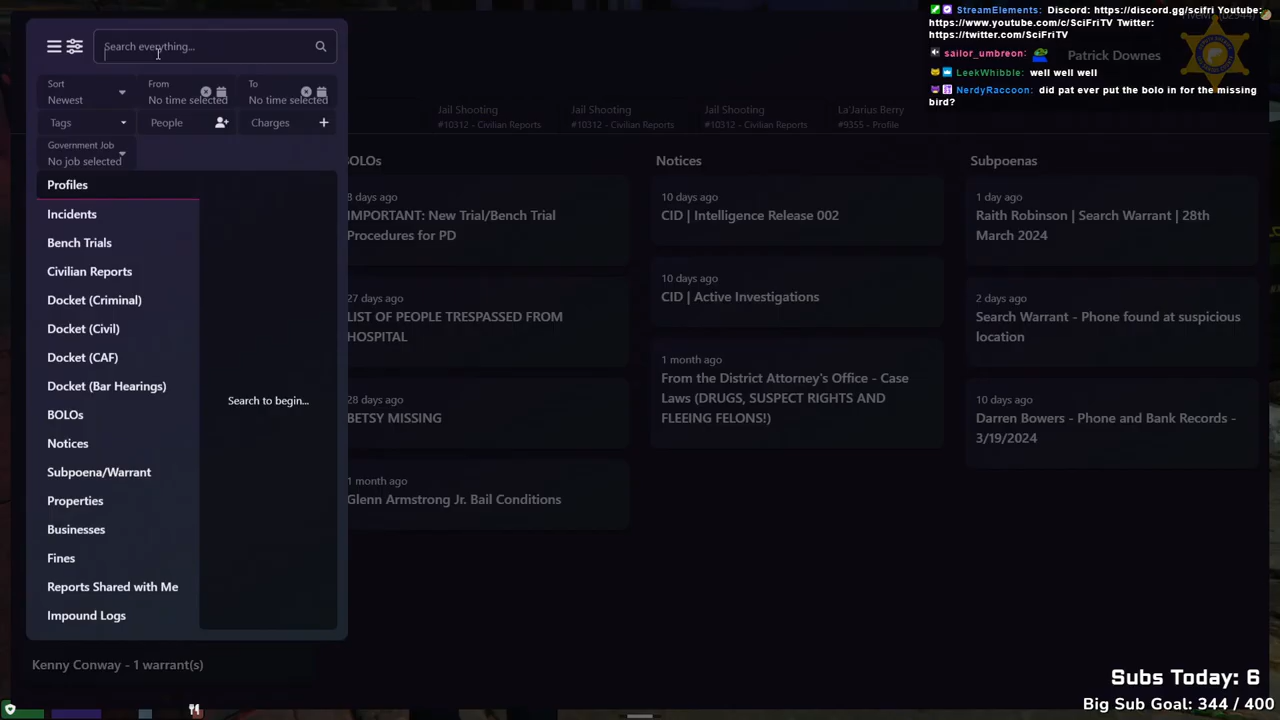 Search everything...
Sort
Newest
From
No time selected
To
No time selected
Tags
People
Charges
Government Job
No job selected
Profiles
Incidents
Bench Trials
Civilian Reports
Docket (Criminal)
Docket (Civil)
Docket (CAF)
Docket (Bar Hearings)
BOLOs
Notices
Subpoena/Warrant
Properties
Businesses
Fines
Reports Shared with Me
Impound Logs
Search to begin...
Kenny Conway - 1 warrant(s)
Jail Shooting
#10312 - Civilian Reports
Jail Shooting
#10312 - Civilian Reports
Jail Shooting
#10312 - Civilian Reports
La'Jarius Berry
#9355 - Profile
OLOs
8 days ago
IMPORTANT: New Trial/Bench Trial
Procedures for PD
27 days ago
LIST OF PEOPLE TRESPASSED FROM
HOSPITAL
28 days ago
BETSY MISSING
1 month ago
Glenn Armstrong Jr. Bail Conditions
Notices
10 days ago
CID | Intelligence Release 002
10 days ago
CID | Active Investigations
1 month ago
From the District Attorney's Office - Case
Laws (DRUGS, SUSPECT RIGHTS AND
FLEEING FELONS!)
Subpoenas
1 day ago
Raith Robinson | Search Warrant | 28th
March 2024
2 days ago
Search Warrant - Phone found at suspicious
location
10 days ago
Darren Bowers - Phone and Bank Records -
3/19/2024
Patrick Downes
StreamElements: Discord: https://discord.gg/scifri Youtube:
https://www.youtube.com/c/SciFriTV Twitter:
https://twitter.com/SciFriTV
sailor_umbreon:
LeekWhibble: well well well
NerdyRaccoon: did pat ever put the bolo in for the missing
bird?
Subs Today: 6
Big Sub Goal: 344 / 400